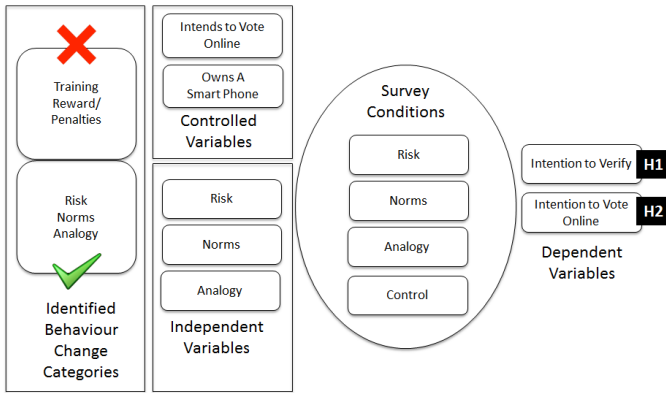 Training
Reward/
Penalties
Risk
Norms
Analogy
Identified
Behaviour
Change
Categories
Intends to Vote
Online
Owns A
Smart Phone
Controlled
Variables
Risk
Norms
Analogy
Independent
Variables
Survey
Conditions
Risk
Norms
Analogy
Control
Intention to Verify
H1
Intention to Vote
Online
H2
Dependent
Variables